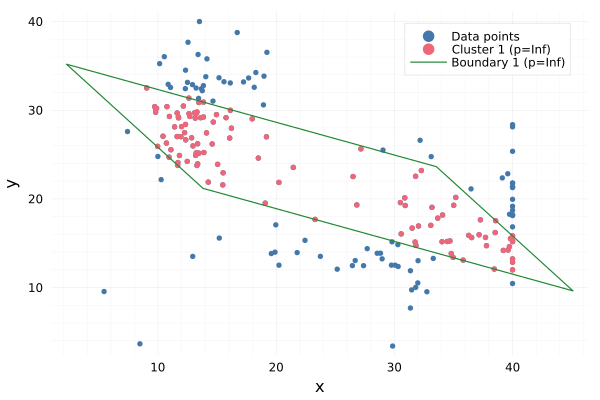 40
Data points
Cluster 1 (p=Inf)
Boundary 1 (p=Inf)
30
y
20
10
10 20 30 40
x